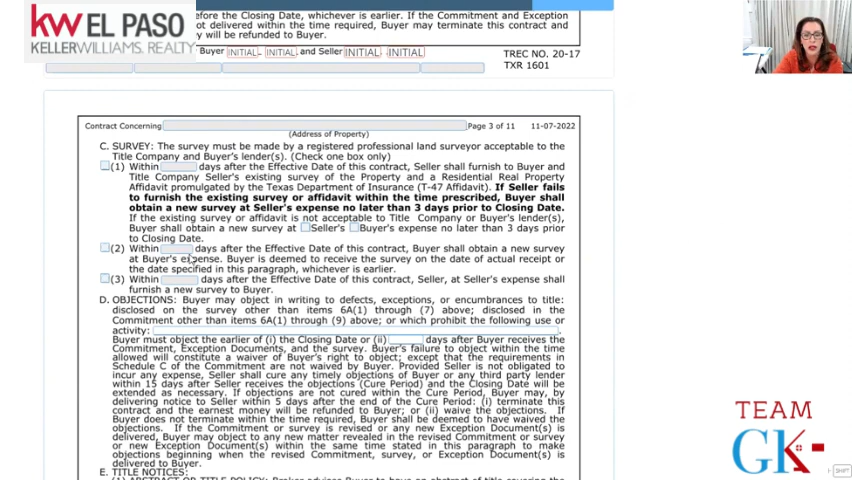 kw EL PASO
KELLERWILLIAMS. REALTY
efore the Closing Date, whichever is earlier. If the Commitment and Exception
not delivered within the time required, Buyer may terminate this contract and
y will be refunded to Buyer.
Buyer INITIAL INITIAL and Seller INITIAL INITIAL
TREC NO. 20-17
TXR 1601
Contract Concerning Page 3 of 11 11-07-2022
(Address of Property)
C. SURVEY: The survey must be made by a registered professional land surveyor acceptable to the
Title Company and Buyer's lender(s). (Check one box only)
(1) Within days after the Effective Date of this contract, Seller shall furnish to Buyer and
Title Company Seller's existing survey of the Property and a Residential Real Property
Affidavit promulgated by the Texas Department of Insurance (T-47 Affidavit). If Seller fails
to furnish the existing survey or affidavit within the time prescribed, Buyer shall
obtain a new survey at Seller's expense no later than 3 days prior to Closing Date.
If the existing survey or affidavit is not acceptable to Title Company or Buyer's lender(s),
Buyer shall obtain a new survey at Seller's Buyer's expense no later than 3 days prior
to Closing Date.
(2) Within days after the Effective Date of this contract, Buyer shall obtain a new survey
at Buyer's expense. Buyer is deemed to receive the survey on the date of actual receipt or
the date specified in this paragraph, whichever is earlier.
(3) Within days after the Effective Date of this contract, Seller, at Seller's expense shall
furnish a new survey to Buyer.
D. OBJECTIONS: Buyer may object in writing to defects, exceptions, or encumbrances to title:
disclosed on the survey other than items 6A(1) through (7) above; disclosed in the
Commitment other than items 6A(1) through (9) above; or which prohibit the following use or
activity: .
Buyer must object the earlier of (i) the Closing Date or (ii) days after Buyer receives the
Commitment, Exception Documents, and the survey. Buyer's failure to object within the time
allowed will constitute a waiver of Buyer's right to object; except that the requirements in
Schedule C of the Commitment are not waived by Buyer. Provided Seller is not obligated to
incur any expense, Seller shall cure any timely objections of Buyer or any third party lender
within 15 days after Seller receives the objections (Cure Period) and the Closing Date will be
extended as necessary. If objections are not cured within the Cure Period, Buyer may, by
delivering notice to Seller within 5 days after the end of the Cure Period: (i) terminate this
contract and the earnest money will be refunded to Buyer; or (ii) waive the objections. If
Buyer does not terminate within the time required, Buyer shall be deemed to have waived the
objections. If the Commitment or survey is revised or any new Exception Document(s) is
delivered, Buyer may object to any new matter revealed in the revised Commitment or survey
or new Exception Document(s) within the same time stated in this paragraph to make
objections beginning when the revised Commitment, survey, or Exception Document(s) is
delivered to Buyer.
E. TITLE NOTICES:
(1) ABSTRACT OR TITLE POLICY: Broker advises Buyer to have an abstract of title covering the
TEAM
GK
SHIFT